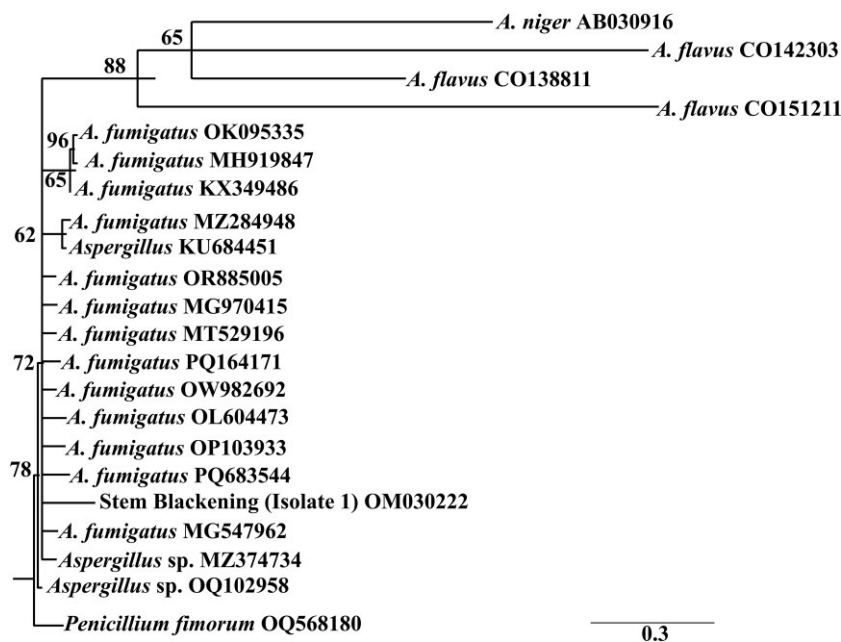 A. niger AB030916
65
A. flavus CO142303
88
A. flavus CO138811
A. flavus CO151211
A. fumigatus OK095335
96
A. fumigatus MH919847
65
A. fumigatus KX349486
A. fumigatus MZ284948
62
Aspergillus KU684451
A. fumigatus OR885005
A. fumigatus MG970415
A. fumigatus MT529196
72
A. fumigatus PQ164171
A. fumigatus OW982692
A. fumigatus OL604473
A. fumigatus OP103933
78
A. fumigatus PQ683544
Stem Blackening (Isolate 1) OM030222
A. fumigatus MG547962
Aspergillus sp. MZ374734
Aspergillus sp. OQ102958
Penicillium fimorum OQ568180
0.3